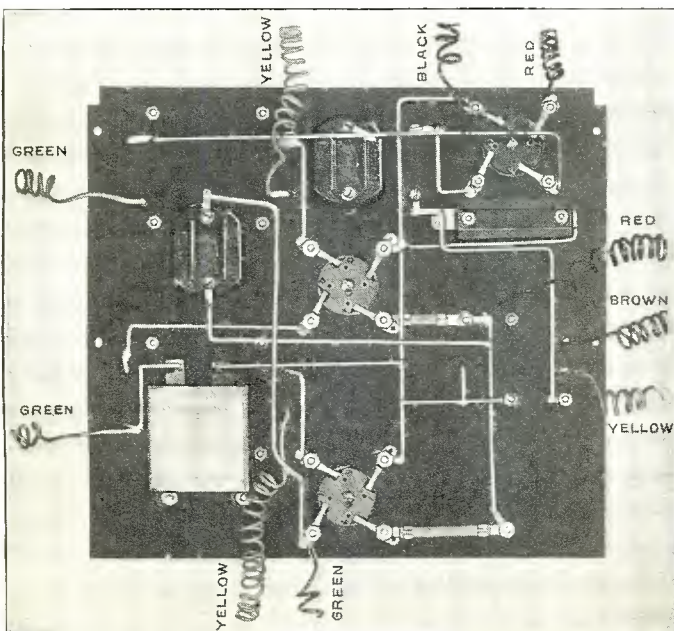 YELLOW
BLACK
RED
GREEN
RED
BROWN
GREEN
YELLOW
YELLOW
GREEN